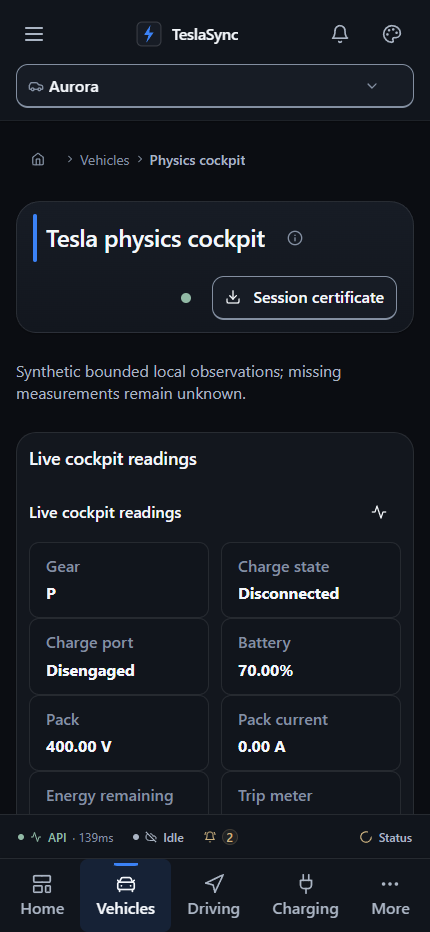 TeslaSync
Aurora
Vehicles
Physics cockpit
Tesla physics cockpit
Session certificate
Synthetic bounded local observations; missing
measurements remain unknown.
Live cockpit readings
Live cockpit readings
Gear
P
Charge state
Disconnected
Charge port
Disengaged
Battery
70.00%
Pack
400.00 V
Pack current
0.00 A
Energy remaining
Trip meter
API · 139ms
Idle
2
Status
Home
Vehicles
Driving
Charging
More